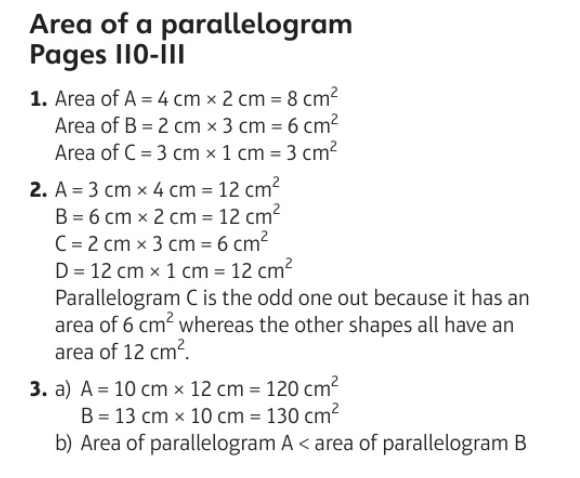 Area of a parallelogram
Pages 110-111
1. Area of A = 4 cm × 2 cm = 8 cm²
Area of B = 2 cm × 3 cm = 6 cm²
Area of C = 3 cm × 1 cm = 3 cm²
2. A = 3 cm × 4 cm = 12 cm²
B = 6 cm × 2 cm = 12 cm²
C = 2 cm × 3 cm = 6 cm²
D = 12 cm × 1 cm = 12 cm²
Parallelogram C is the odd one out because it has an
area of 6 cm² whereas the other shapes all have an
area of 12 cm².
3. a) A = 10 cm × 12 cm = 120 cm²
B = 13 cm × 10 cm = 130 cm²
b) Area of parallelogram A < area of parallelogram B